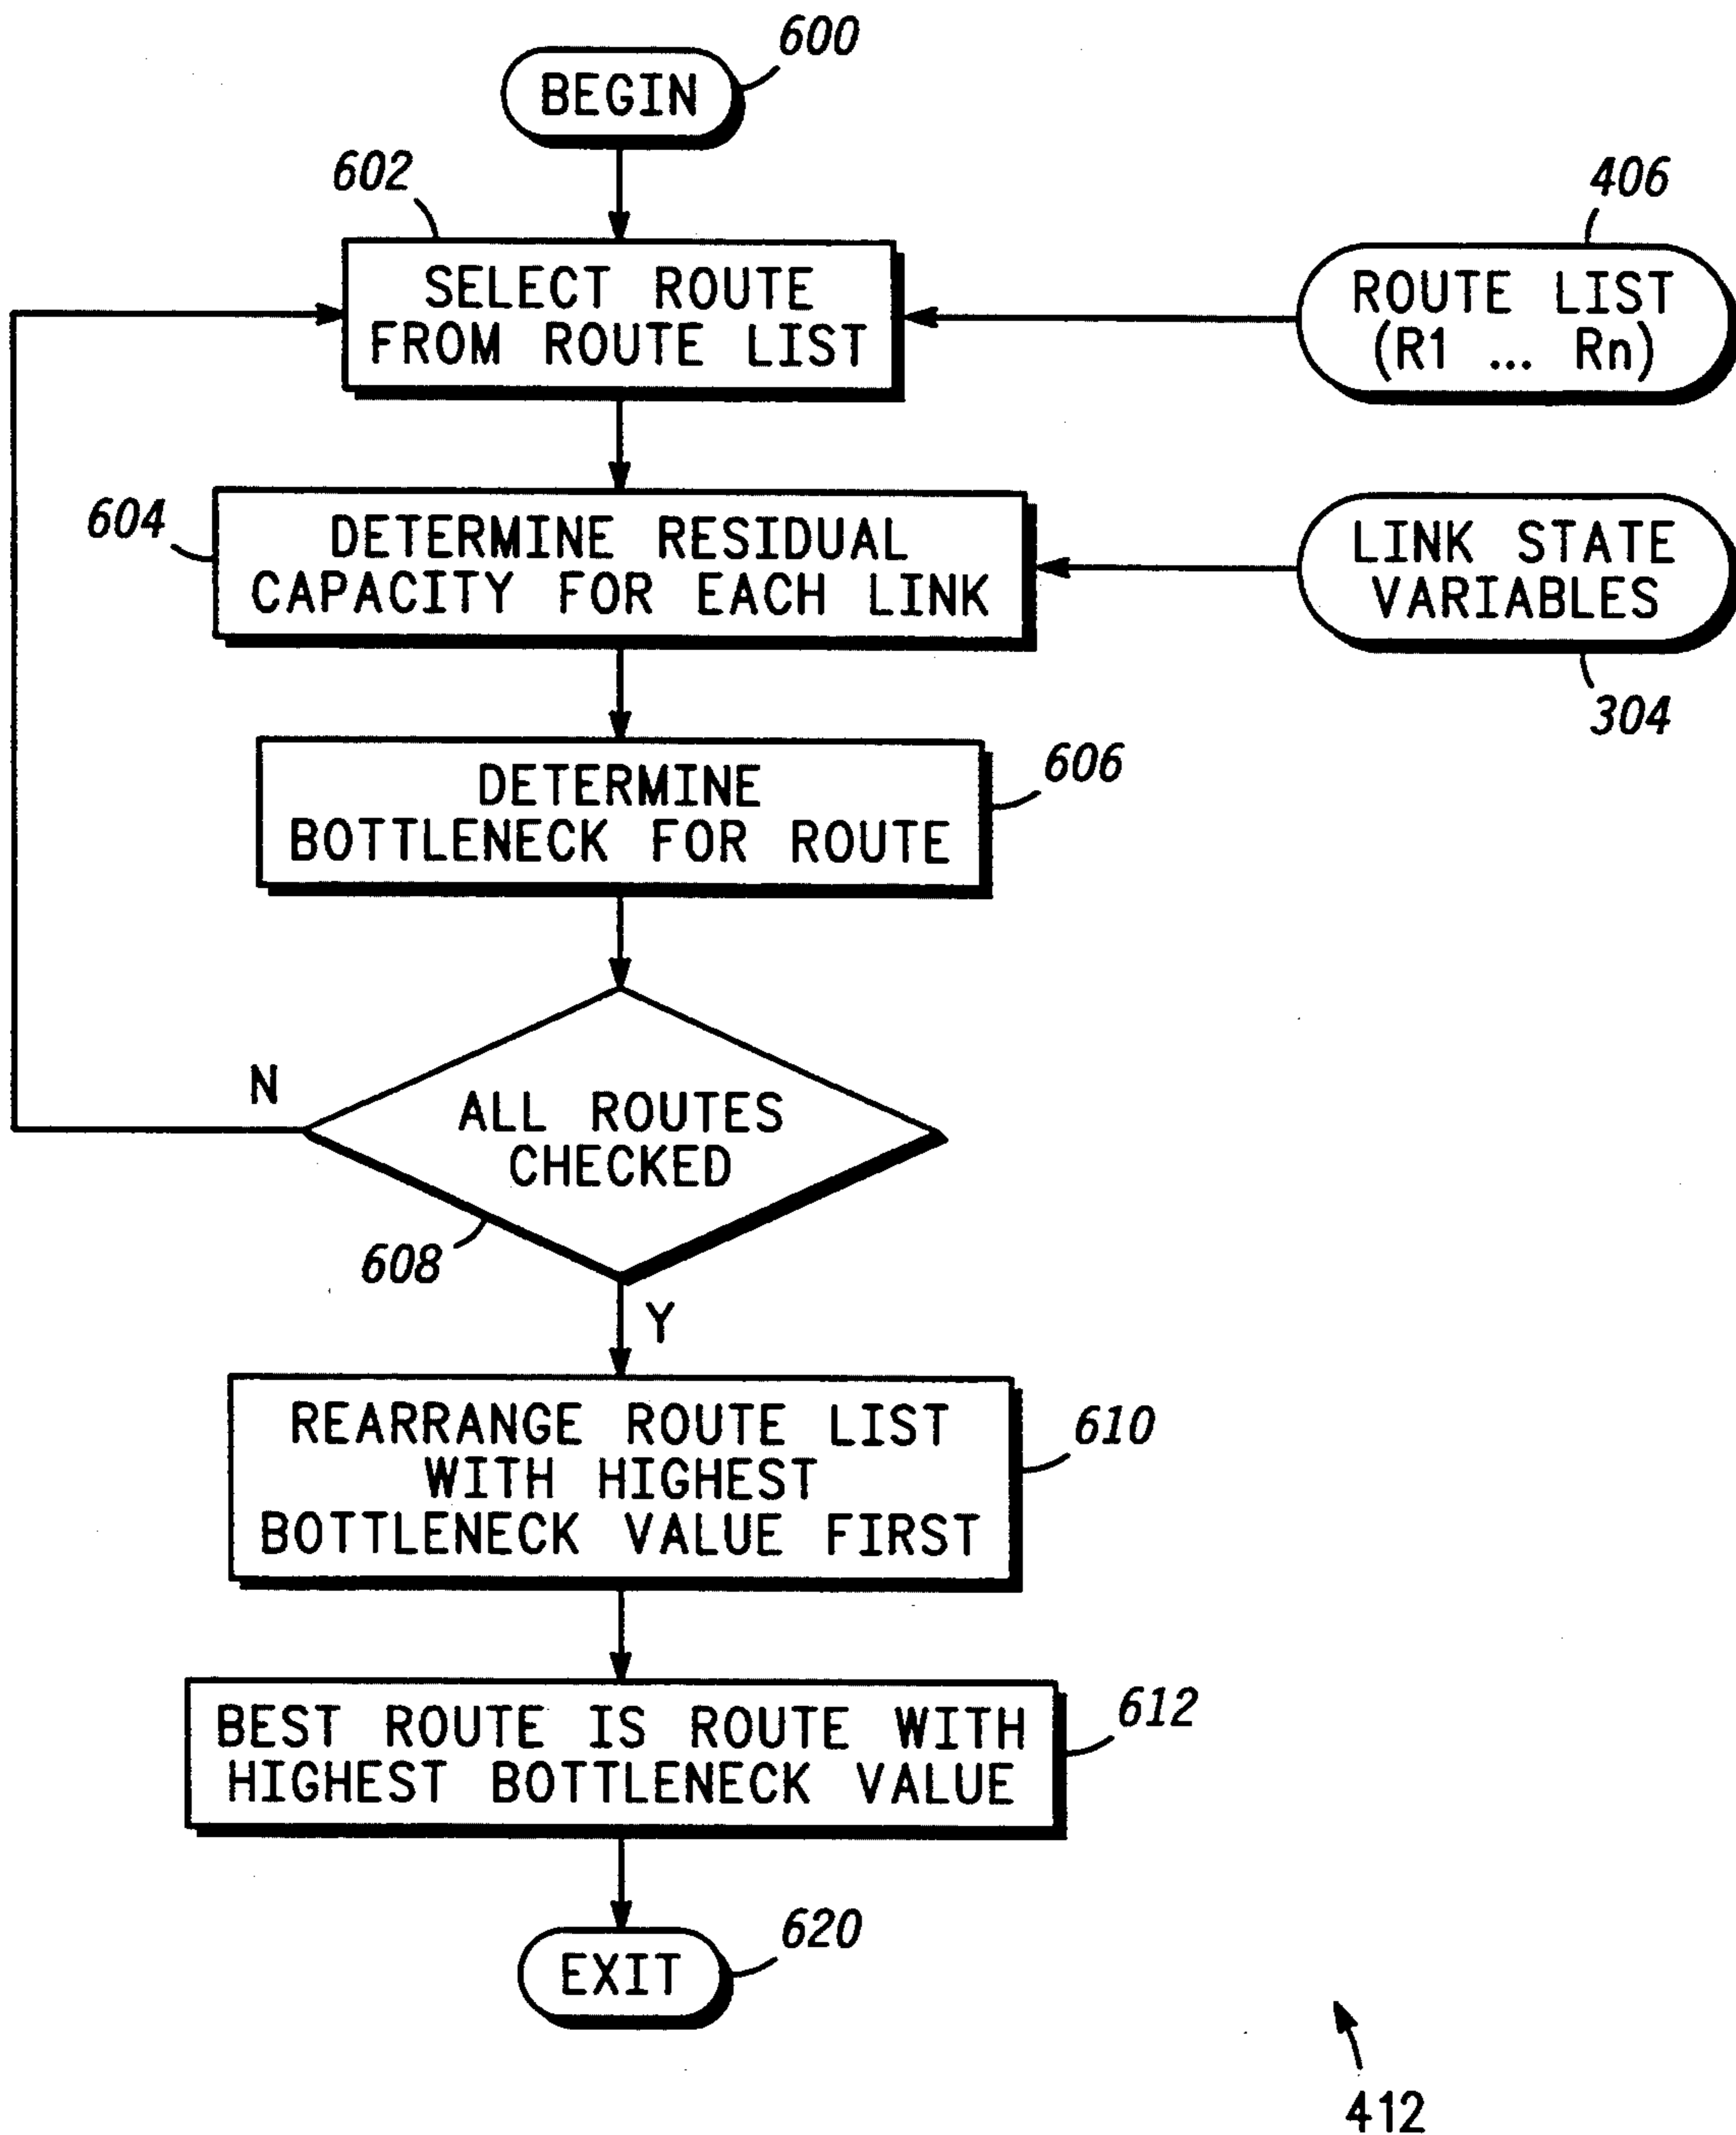 600
BEGIN
602
406
SELECT ROUTE
FROM ROUTE LIST
ROUTE LIST
(R1 ... Rn)
604
DETERMINE RESIDUAL
CAPACITY FOR EACH LINK
LINK STATE
VARIABLES
304
606
DETERMINE
BOTTLENECK FOR ROUTE
N
ALL ROUTES
CHECKED
608
Y
REARRANGE ROUTE LIST
WITH HIGHEST
BOTTLENECK VALUE FIRST
610
BEST ROUTE IS ROUTE WITH
HIGHEST BOTTLENECK VALUE
612
620
EXIT
412